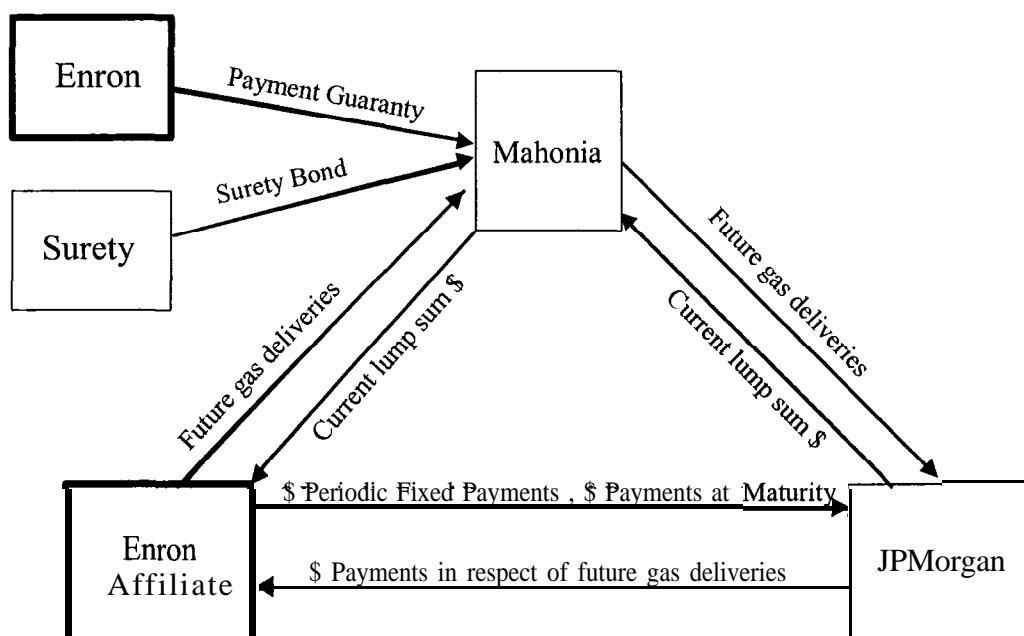 Enron
Payment Guaranty
Mahonia
Surety Bond
Surety
Future gas deliveries
Current lump sum $
Future gas deliveries
Current lump sum $
$ Periodic Fixed Payments , $ Payments at Maturity
Enron
Affiliate
JPMorgan
$ Payments in respect of future gas deliveries